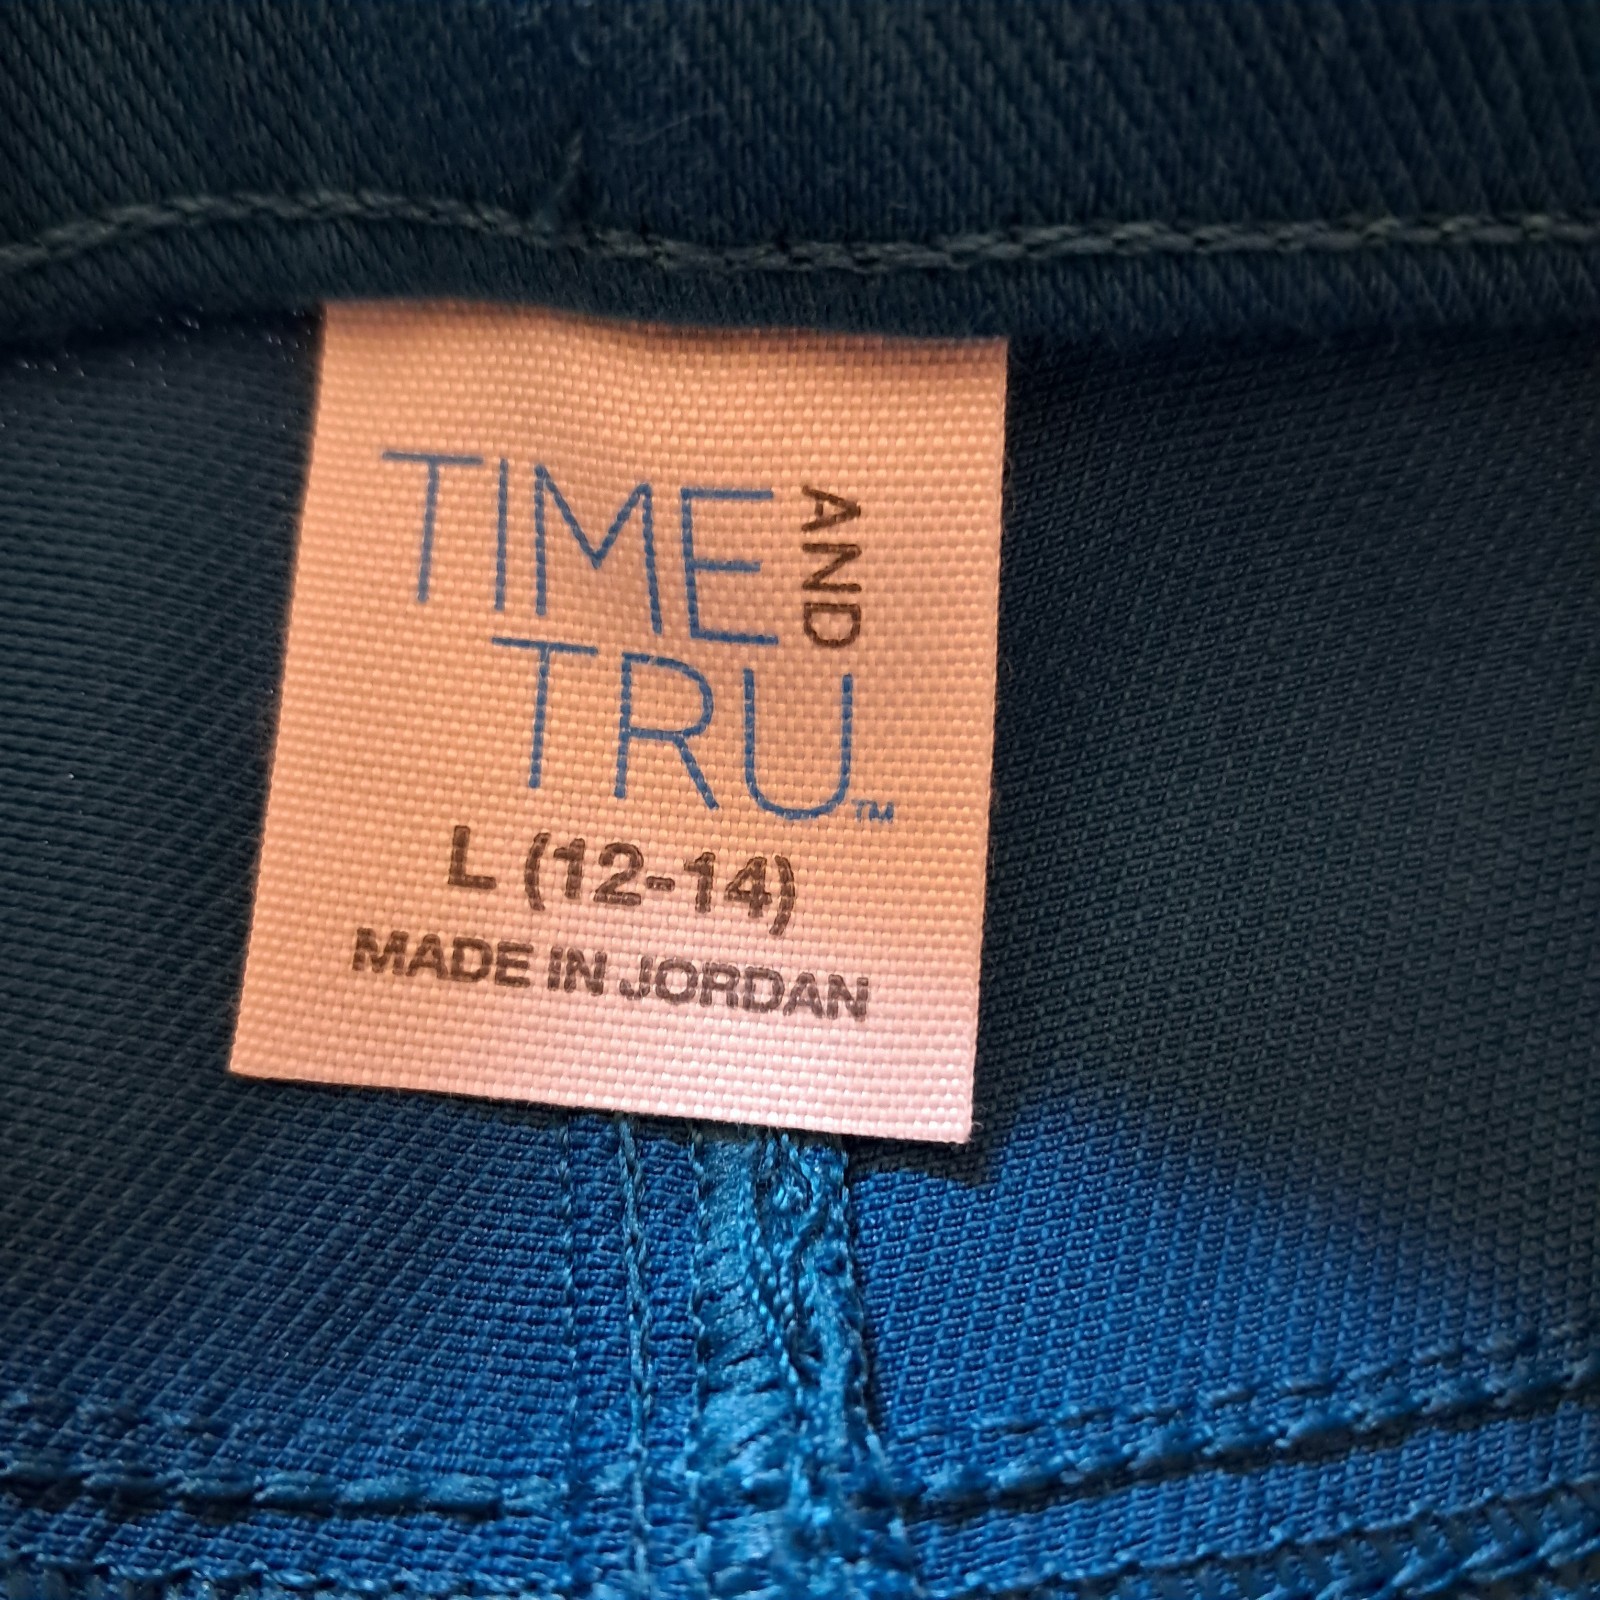 TIME AND
TRU™
L (12-14)
MADE IN JORDAN